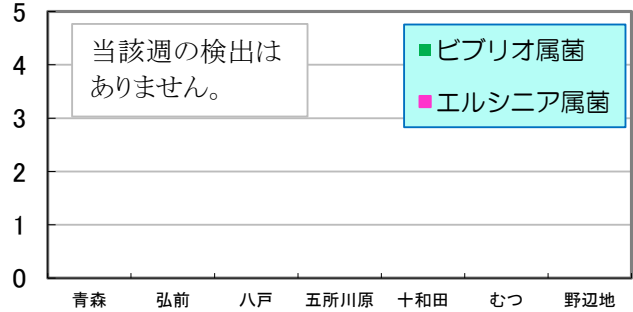 5
4
3
2
1
0
当該週の検出は
ありません。
■ビブリオ属菌
■エルシニア属菌
青森 弘前 八戸 五所川原 十和田 むつ 野辺地